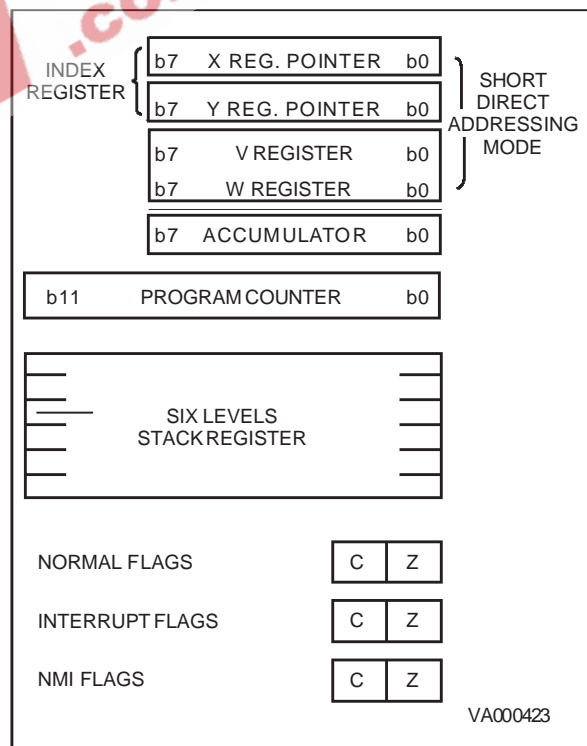 .co
INDEX
REGISTER
b7 X REG. POINTER b0
b7 Y REG. POINTER b0
b7 V REGISTER b0
b7 W REGISTER b0
b7 ACCUMULATOR b0
SHORT
DIRECT
ADDRESSING
MODE
b11 PROGRAM COUNTER b0
SIX LEVELS
STACK REGISTER
NORMAL FLAGS C Z
INTERRUPT FLAGS C Z
NMI FLAGS C Z
VA000423